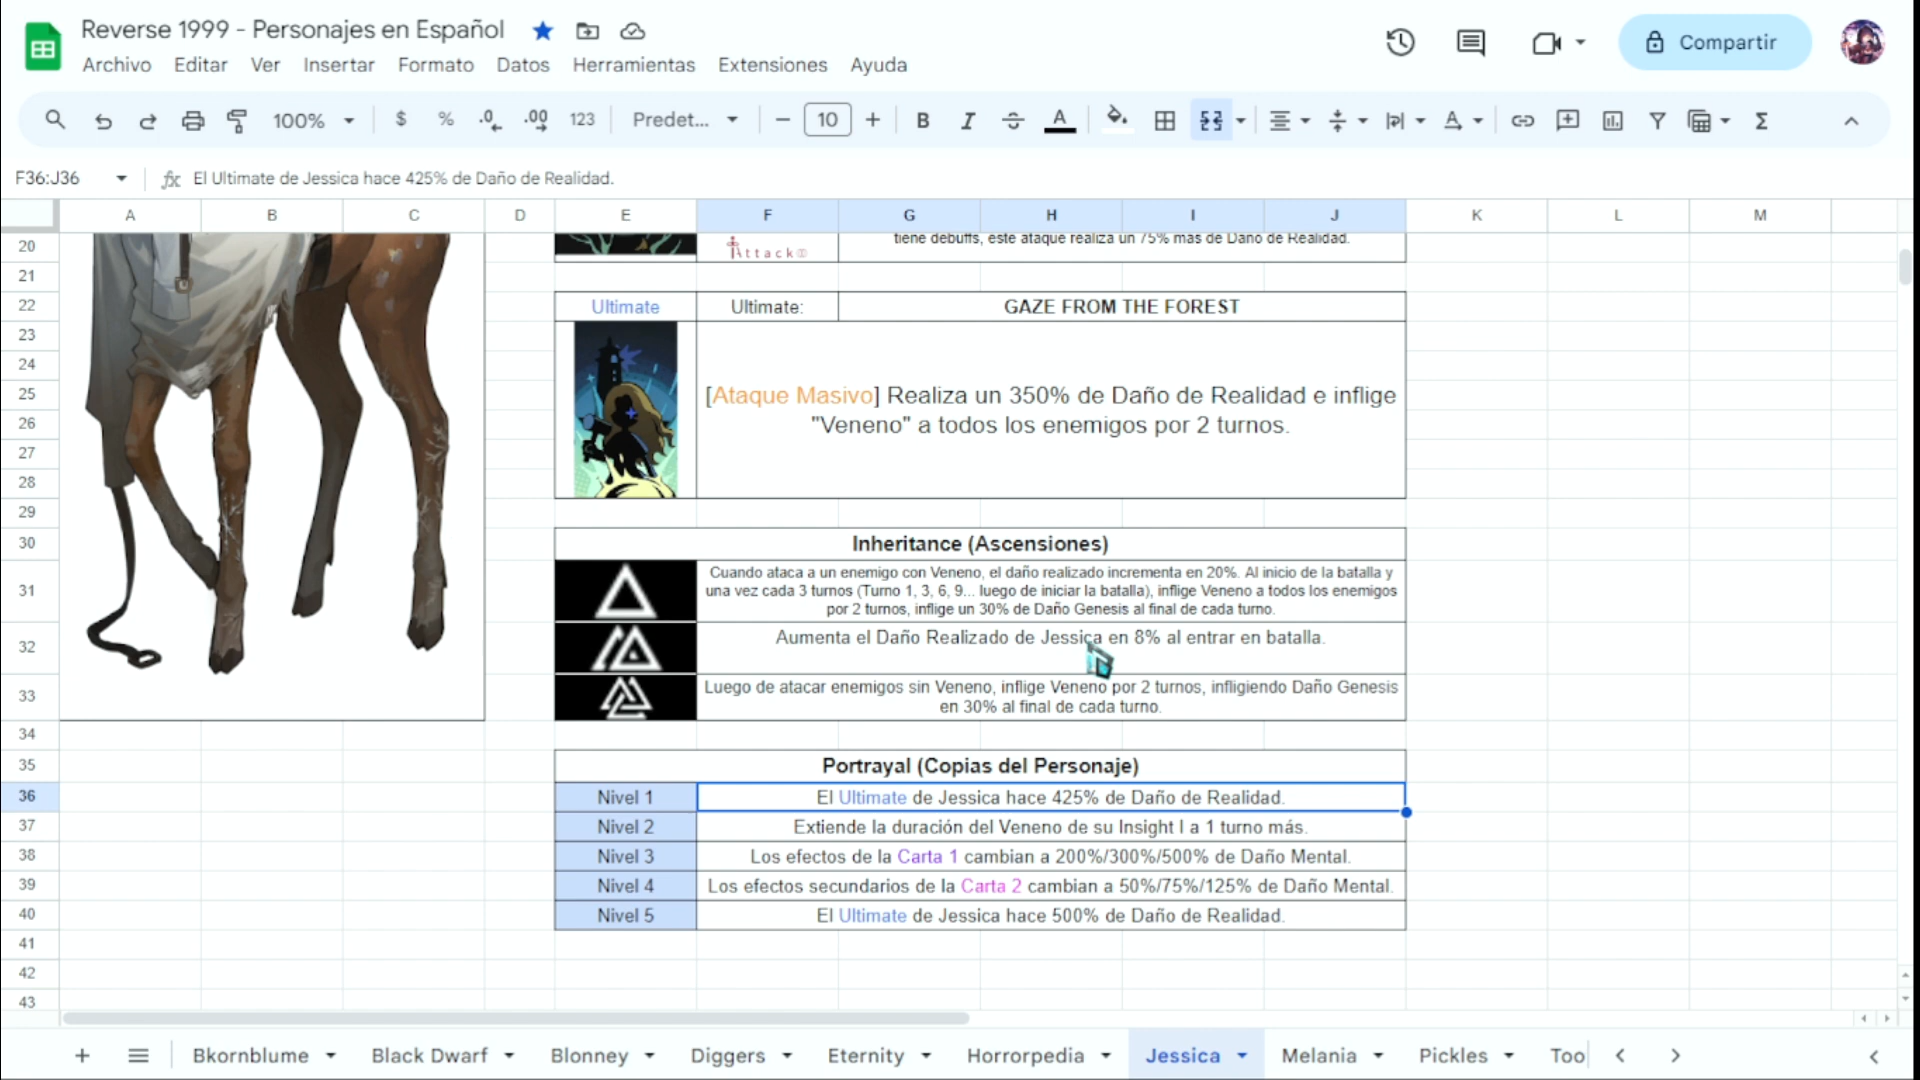 Reverse 1999 - Personajes en Español
Archivo Editar Ver Insertar Formato Datos Herramientas Extensiones Ayuda
Compartir
100% $ % .0 .00 123 Predet... 10 B I A A Σ
F36:J36 fx El Ultimate de Jessica hace 425% de Daño de Realidad.
A B C D E F G H I J K L M
20 Attack tiene debuffs, este ataque realiza un 75% más de Daño de Realidad.
21
22 Ultimate Ultimate: GAZE FROM THE FOREST
23
24
25 [Ataque Masivo] Realiza un 350% de Daño de Realidad e inflige
26 "Veneno" a todos los enemigos por 2 turnos.
27
28
29
30 Inheritance (Ascensiones)
Cuando ataca a un enemigo con Veneno, el daño realizado incrementa en 20%. Al inicio de la batalla y
31 una vez cada 3 turnos (Turno 1, 3, 6, 9... luego de iniciar la batalla), inflige Veneno a todos los enemigos
por 2 turnos, inflige un 30% de Daño Genesis al final de cada turno.
32 Aumenta el Daño Realizado de Jessica en 8% al entrar en batalla.
33 Luego de atacar enemigos sin Veneno, inflige Veneno por 2 turnos, infligiendo Daño Genesis
en 30% al final de cada turno.
34
35 Portrayal (Copias del Personaje)
36 Nivel 1 El Ultimate de Jessica hace 425% de Daño de Realidad.
37 Nivel 2 Extiende la duración del Veneno de su Insight I a 1 turno más.
38 Nivel 3 Los efectos de la Carta 1 cambian a 200%/300%/500% de Daño Mental.
39 Nivel 4 Los efectos secundarios de la Carta 2 cambian a 50%/75%/125% de Daño Mental.
40 Nivel 5 El Ultimate de Jessica hace 500% de Daño de Realidad.
41
42
43
Bkornblume Black Dwarf Blonney Diggers Eternity Horrorpedia Jessica Melania Pickles Too